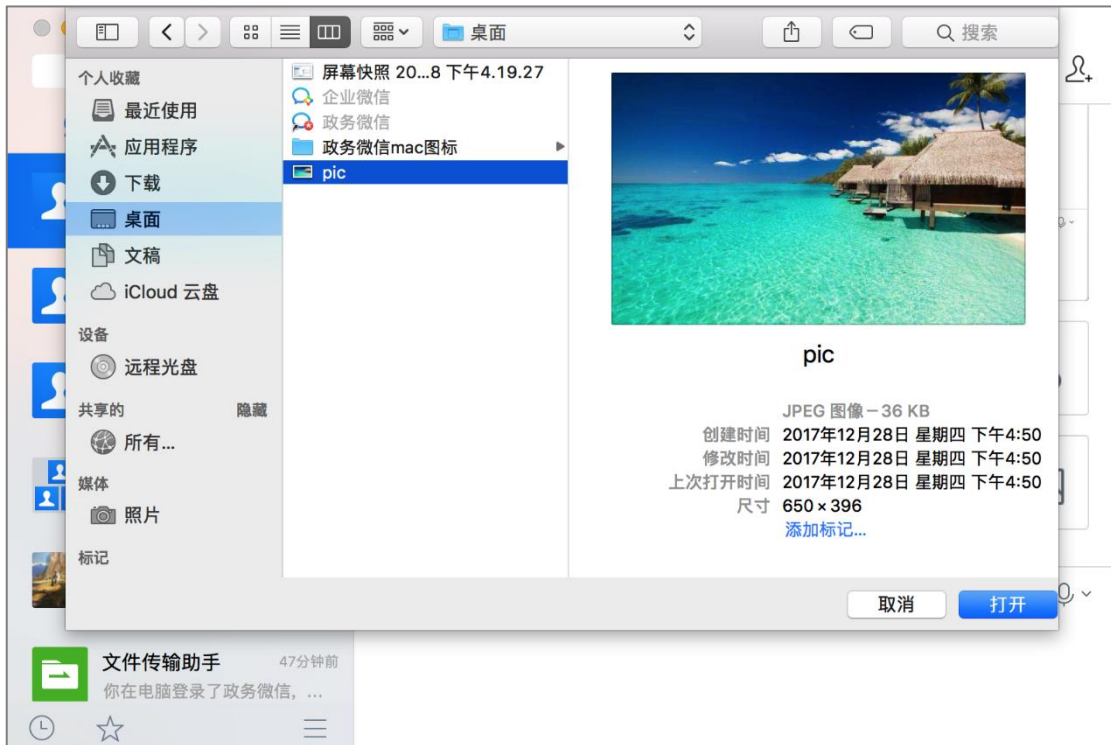 桌面
搜索
个人收藏
最近使用
应用程序
下载
桌面
文稿
iCloud 云盘
设备
远程光盘
共享的 隐藏
所有...
媒体
照片
标记
屏幕快照 20...8 下午4.19.27
企业微信
政务微信
政务微信mac图标
pic
pic
JPEG 图像 – 36 KB
创建时间 2017年12月28日 星期四 下午4:50
修改时间 2017年12月28日 星期四 下午4:50
上次打开时间 2017年12月28日 星期四 下午4:50
尺寸 650 × 396
添加标记...
取消 打开
文件传输助手 47分钟前
你在电脑登录了政务微信, ...